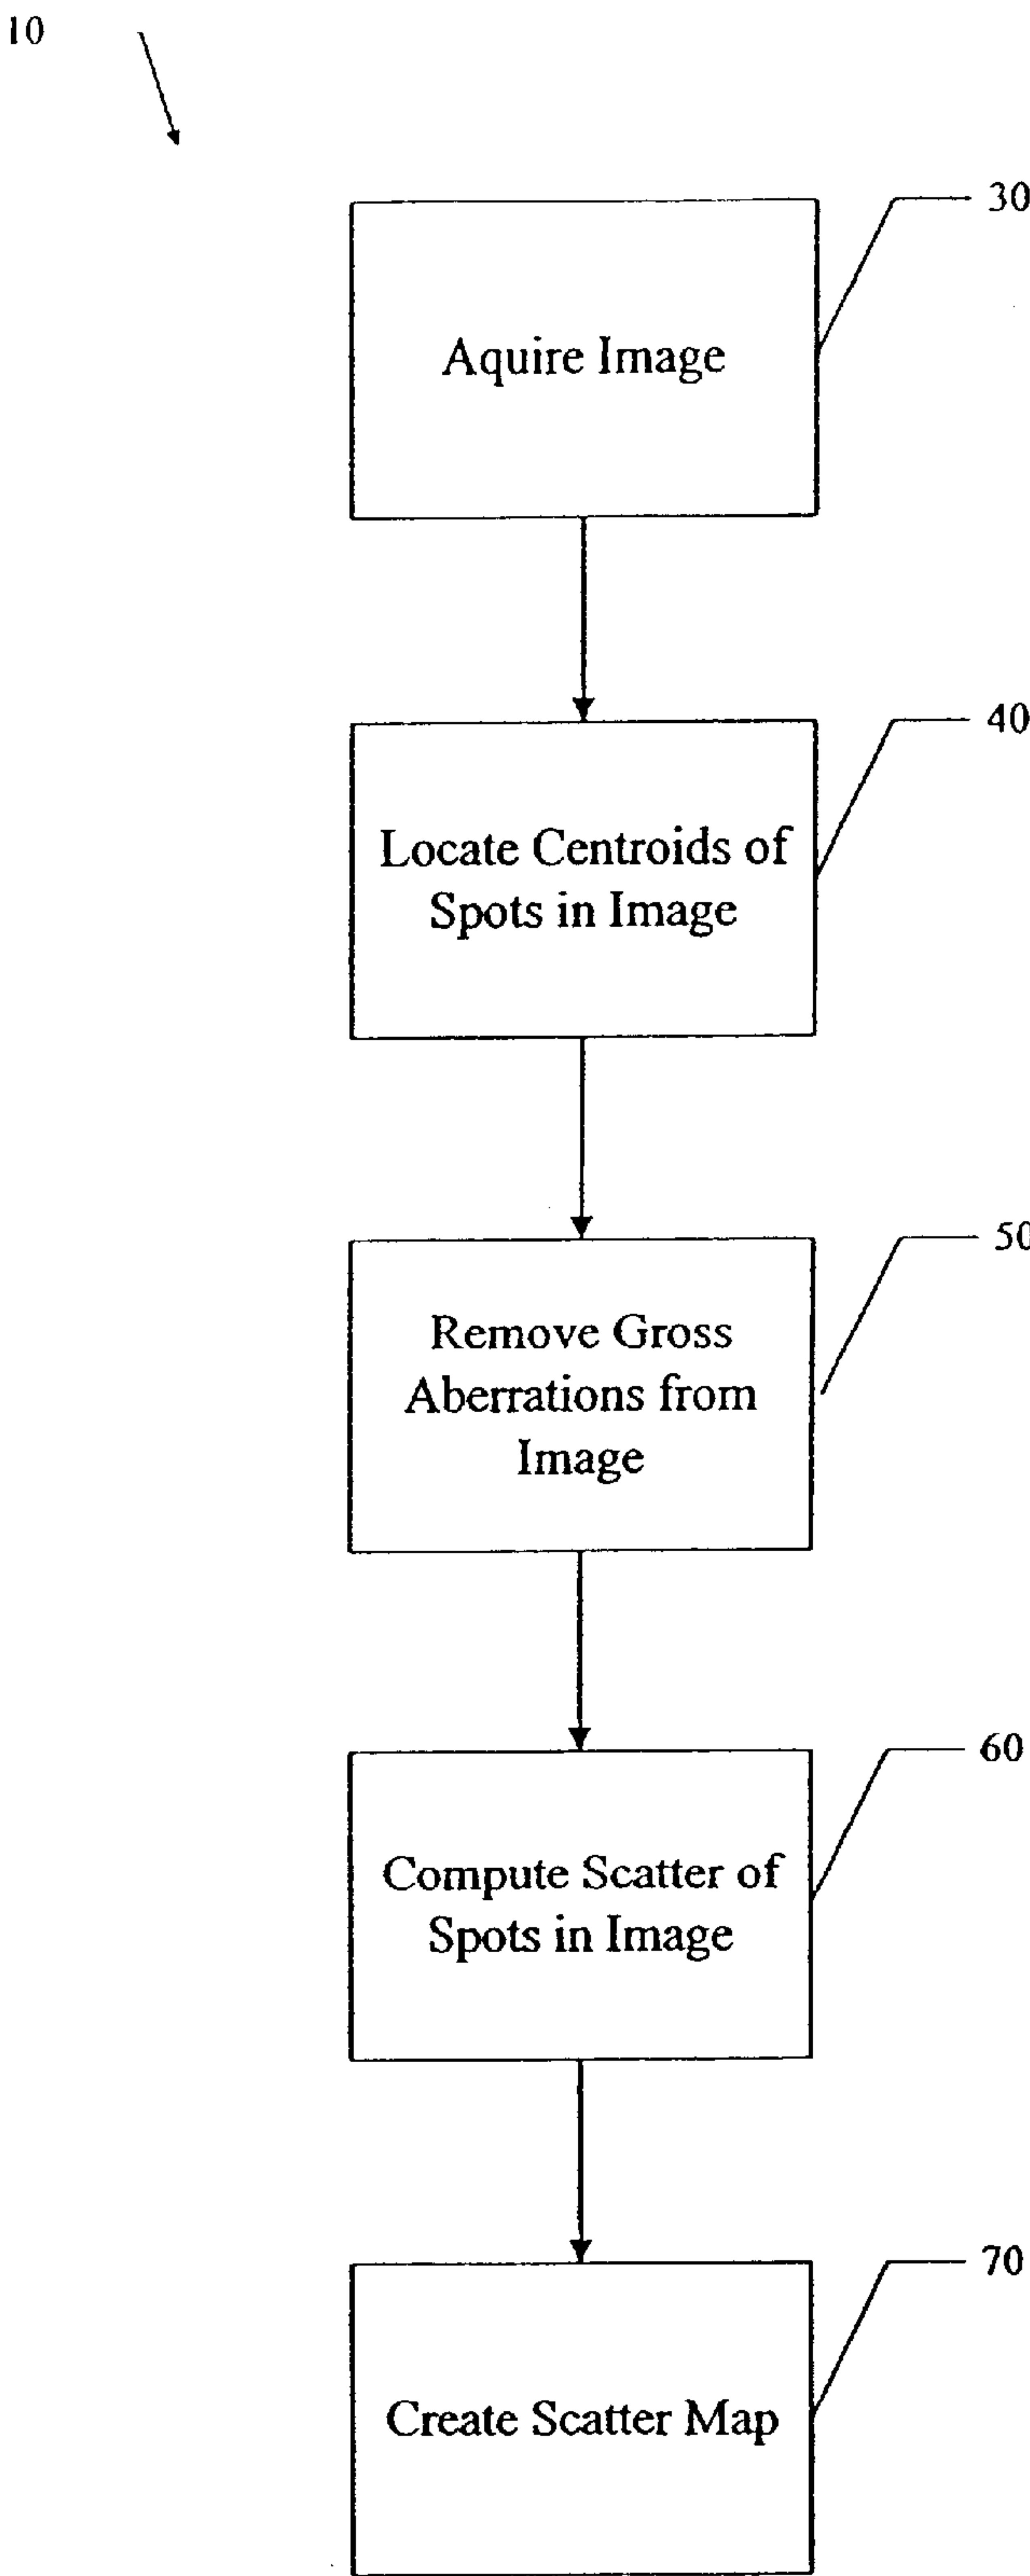 10
30
Aquire Image
40
Locate Centroids of
Spots in Image
50
Remove Gross
Aberrations from
Image
60
Compute Scatter of
Spots in Image
70
Create Scatter Map